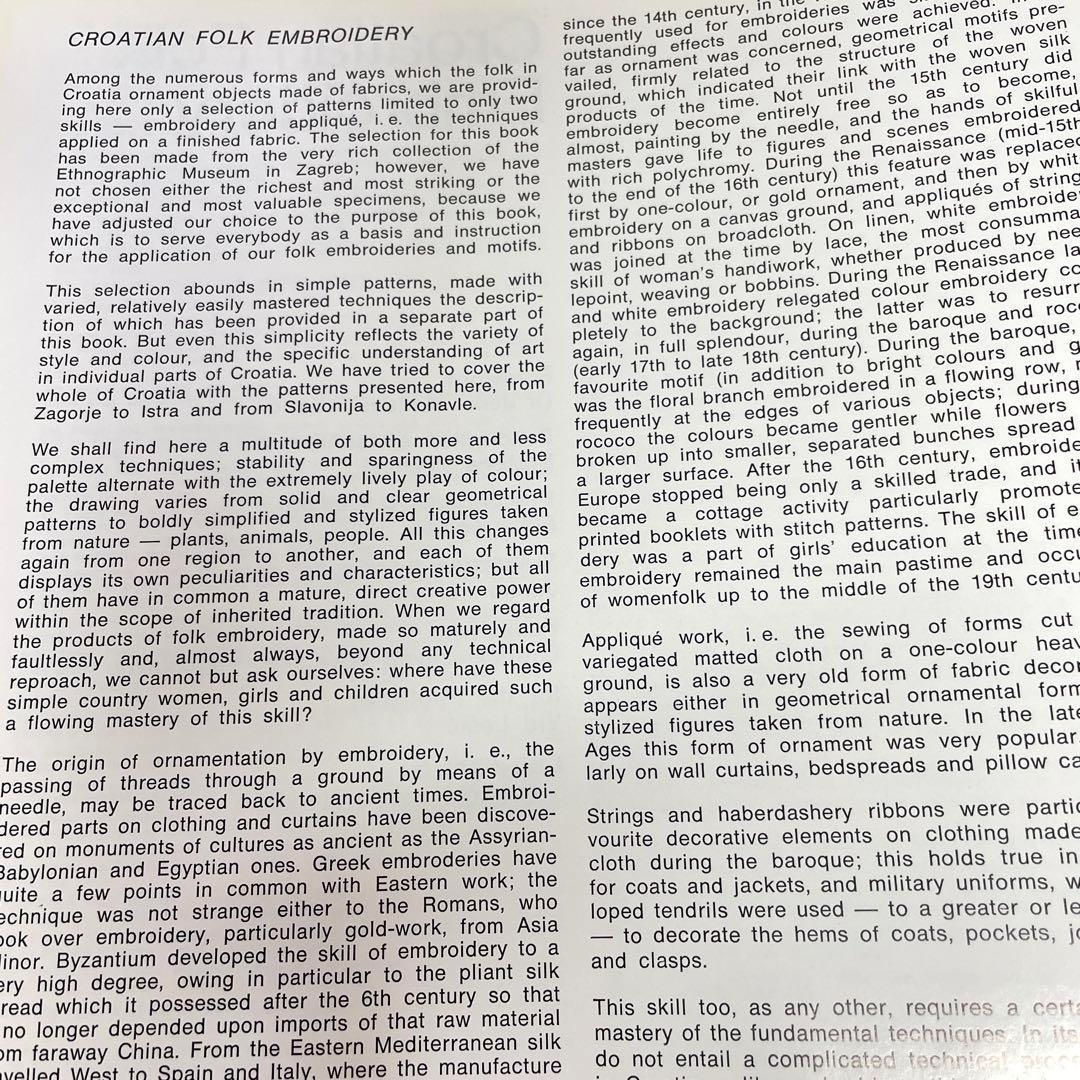 CROATIAN FOLK EMBROIDERY
Among the numerous forms and ways which the folk in
Croatia ornament objects made of fabrics, we are provid-
ing here only a selection of patterns limited to only two
skills — embroidery and appliqué, i. e. the techniques
applied on a finished fabric. The selection for this book
has been made from the very rich collection of the
Ethnographic Museum in Zagreb; however, we have
not chosen either the richest and most striking or the
exceptional and most valuable specimens, because we
have adjusted our choice to the purpose of this book,
which is to serve everybody as a basis and instruction
for the application of our folk embroideries and motifs.
This selection abounds in simple patterns, made with
varied, relatively easily mastered techniques the descrip-
tion of which has been provided in a separate part of
this book. But even this simplicity reflects the variety of
style and colour, and the specific understanding of art
in individual parts of Croatia. We have tried to cover the
whole of Croatia with the patterns presented here, from
Zagorje to Istra and from Slavonija to Konavle.
We shall find here a multitude of both more and less
complex techniques; stability and sparingness of the
palette alternate with the extremely lively play of colour;
the drawing varies from solid and clear geometrical
patterns to boldly simplified and stylized figures taken
from nature — plants, animals, people. All this changes
again from one region to another, and each of them
displays its own peculiarities and characteristics; but all
of them have in common a mature, direct creative power
within the scope of inherited tradition. When we regard
the products of folk embroidery, made so maturely and
faultlessly and, almost always, beyond any technical
reproach, we cannot but ask ourselves: where have these
simple country women, girls and children acquired such
a flowing mastery of this skill?
The origin of ornamentation by embroidery, i. e., the
passing of threads through a ground by means of a
needle, may be traced back to ancient times. Embroi-
dered parts on clothing and curtains have been discove-
red on monuments of cultures as ancient as the Assyrian-
Babylonian and Egyptian ones. Greek embroderies have
uite a few points in common with Eastern work; the
echnique was not strange either to the Romans, who
ook over embroidery, particularly gold-work, from Asia
inor. Byzantium developed the skill of embroidery to a
ery high degree, owing in particular to the pliant silk
read which it possessed after the 6th century so that
no longer depended upon imports of that raw material
om faraway China. From the Eastern Mediterranean silk
velled West to Spain and Italy, where the manufacture
since the 14th century, in the
frequently used for embroideries was
outstanding effects and colours were achieved.
far as ornament was concerned, geometrical motifs pre-
vailed, firmly related to the structure of the woven
ground, which indicated their link with the woven silk
products of the time. Not until the 15th century did
embroidery become entirely free so as to become,
almost, painting by the needle, and the hands of skilful
masters gave life to figures and scenes embroidered
with rich polychromy. During the Renaissance (mid-15th
to the end of the 16th century) this feature was replaced
first by one-colour, or gold ornament, and then by whit
embroidery on a canvas ground, and appliqués of string
and ribbons on broadcloth. On linen, white embroide
was joined at the time by lace, the most consumma
skill of woman's handiwork, whether produced by nee
lepoint, weaving or bobbins. During the Renaissance la
and white embroidery relegated colour embroidery co
pletely to the background; the latter was to resurr
again, in full splendour, during the baroque and roco
(early 17th to late 18th century). During the baroque,
favourite motif (in addition to bright colours and g
was the floral branch embroidered in a flowing row,
frequently at the edges of various objects; during
rococo the colours became gentler while flowers
broken up into smaller, separated bunches spread
a larger surface. After the 16th century, embroide
Europe stopped being only a skilled trade, and it
became a cottage activity particularly promote
printed booklets with stitch patterns. The skill of e
dery was a part of girls' education at the time
embroidery remained the main pastime and occu
of womenfolk up to the middle of the 19th centu
Appliqué work, i. e. the sewing of forms cut
variegated matted cloth on a one-colour heav
ground, is also a very old form of fabric decor
appears either in geometrical ornamental form
stylized figures taken from nature. In the late
Ages this form of ornament was very popular
larly on wall curtains, bedspreads and pillow ca
Strings and haberdashery ribbons were partic
vourite decorative elements on clothing made
cloth during the baroque; this holds true in
for coats and jackets, and military uniforms, w
loped tendrils were used — to a greater or le
— to decorate the hems of coats, pockets, jo
and clasps.
This skill too, as any other, requires a certa
mastery of the fundamental techniques. In its
do not entail a complicated technical proc